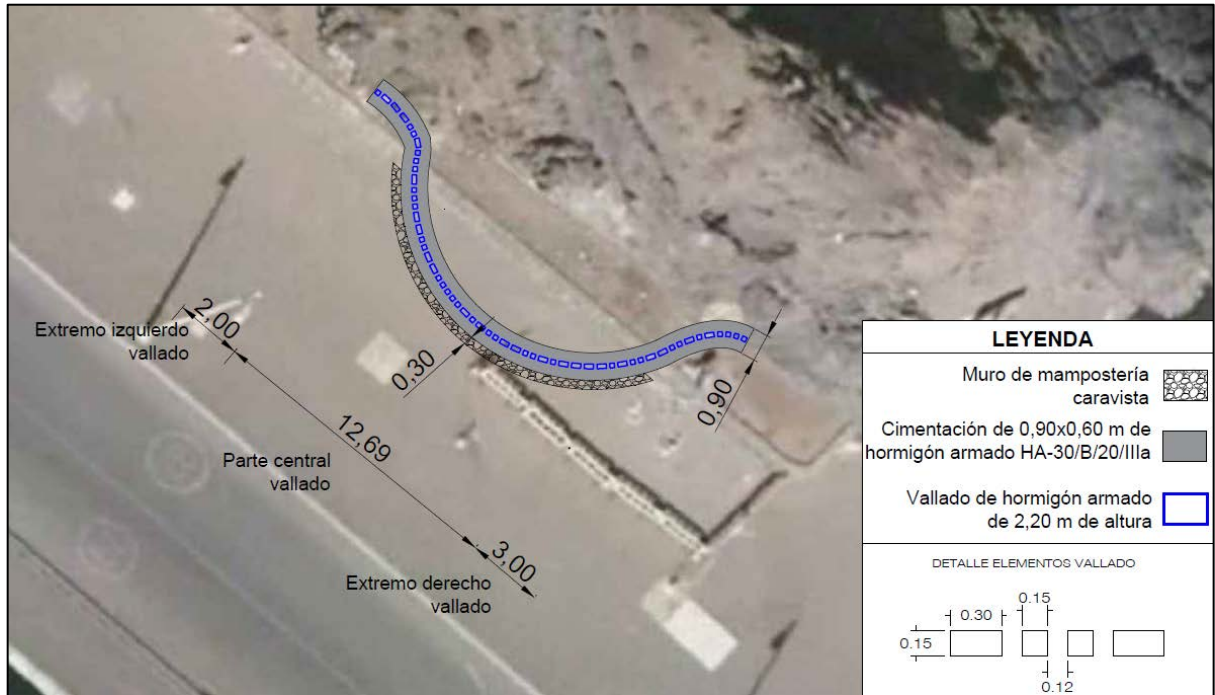 2,00
Extremo izquierdo
vallado
0,30
12,69
Parte central
vallado
3,00
Extremo derecho
vallado
0,90
LEYENDA
Muro de mampostería
caravista
Cimentación de 0,90x0,60 m de
hormigón armado HA-30/B/20/IIIa
Vallado de hormigón armado
de 2,20 m de altura
DETALLE ELEMENTOS VALLADO
0.15
0.30
0.15
0.12